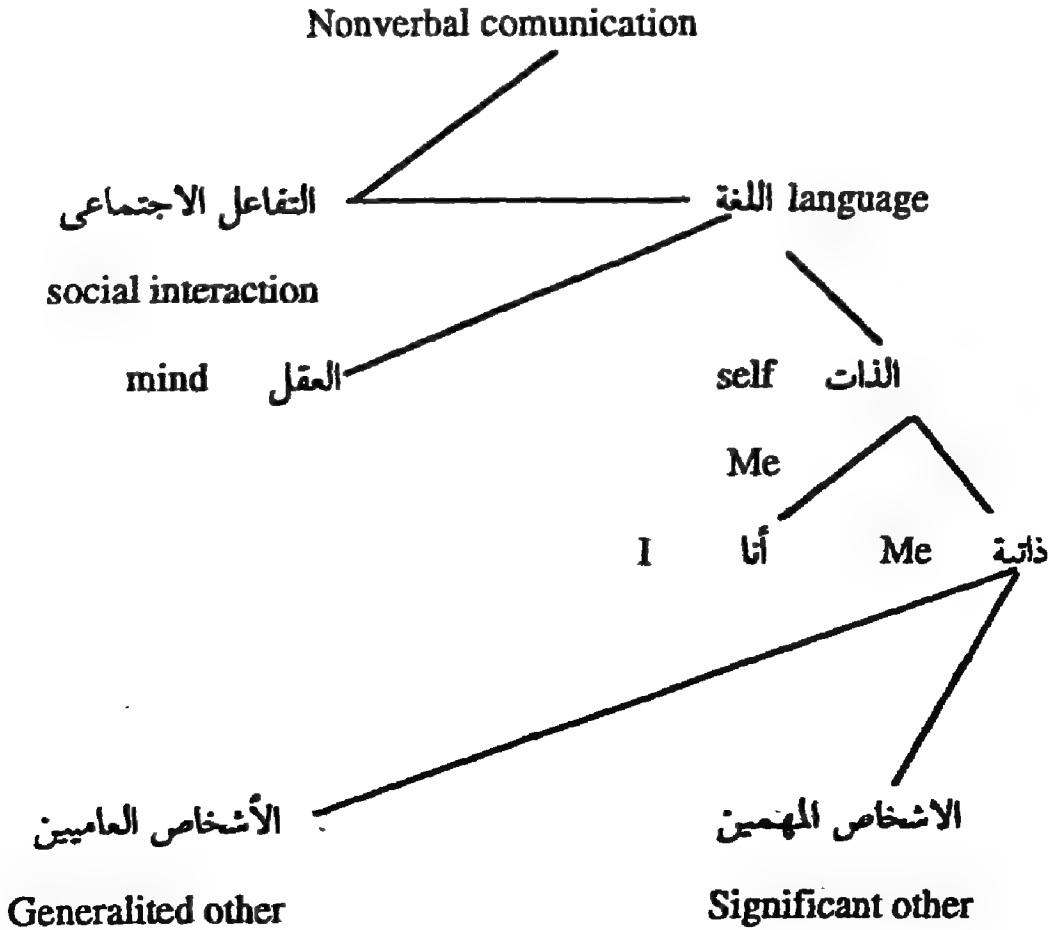 Nonverbal comunication
التفاعل الاجتماعى
اللغة language
social interaction
mind العقل
self الذات
Me
I أنا Me ذاتية
الأشخاص العاميين
الاشخاص المهمين
Generalited other
Significant other